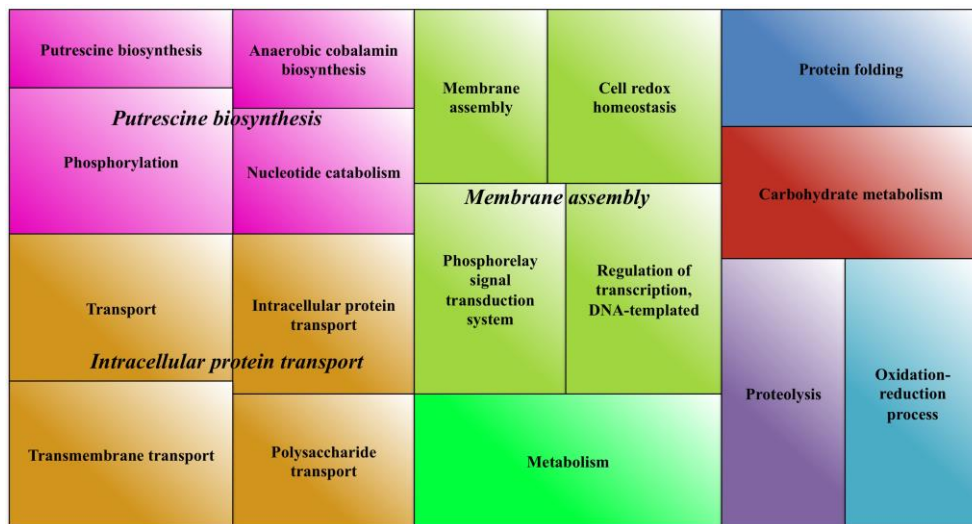 Putrescine biosynthesis
Anaerobic cobalamin
biosynthesis
Membrane
assembly
Cell redox
homeostasis
Protein folding
Putrescine biosynthesis
Phosphorylation
Nucleotide catabolism
Membrane assembly
Carbohydrate metabolism
Phosphorelay
signal
transduction
system
Regulation of
transcription,
DNA-templated
Transport
Intracellular protein
transport
Intracellular protein transport
Proteolysis
Oxidation-
reduction
process
Transmembrane transport
Polysaccharide
transport
Metabolism